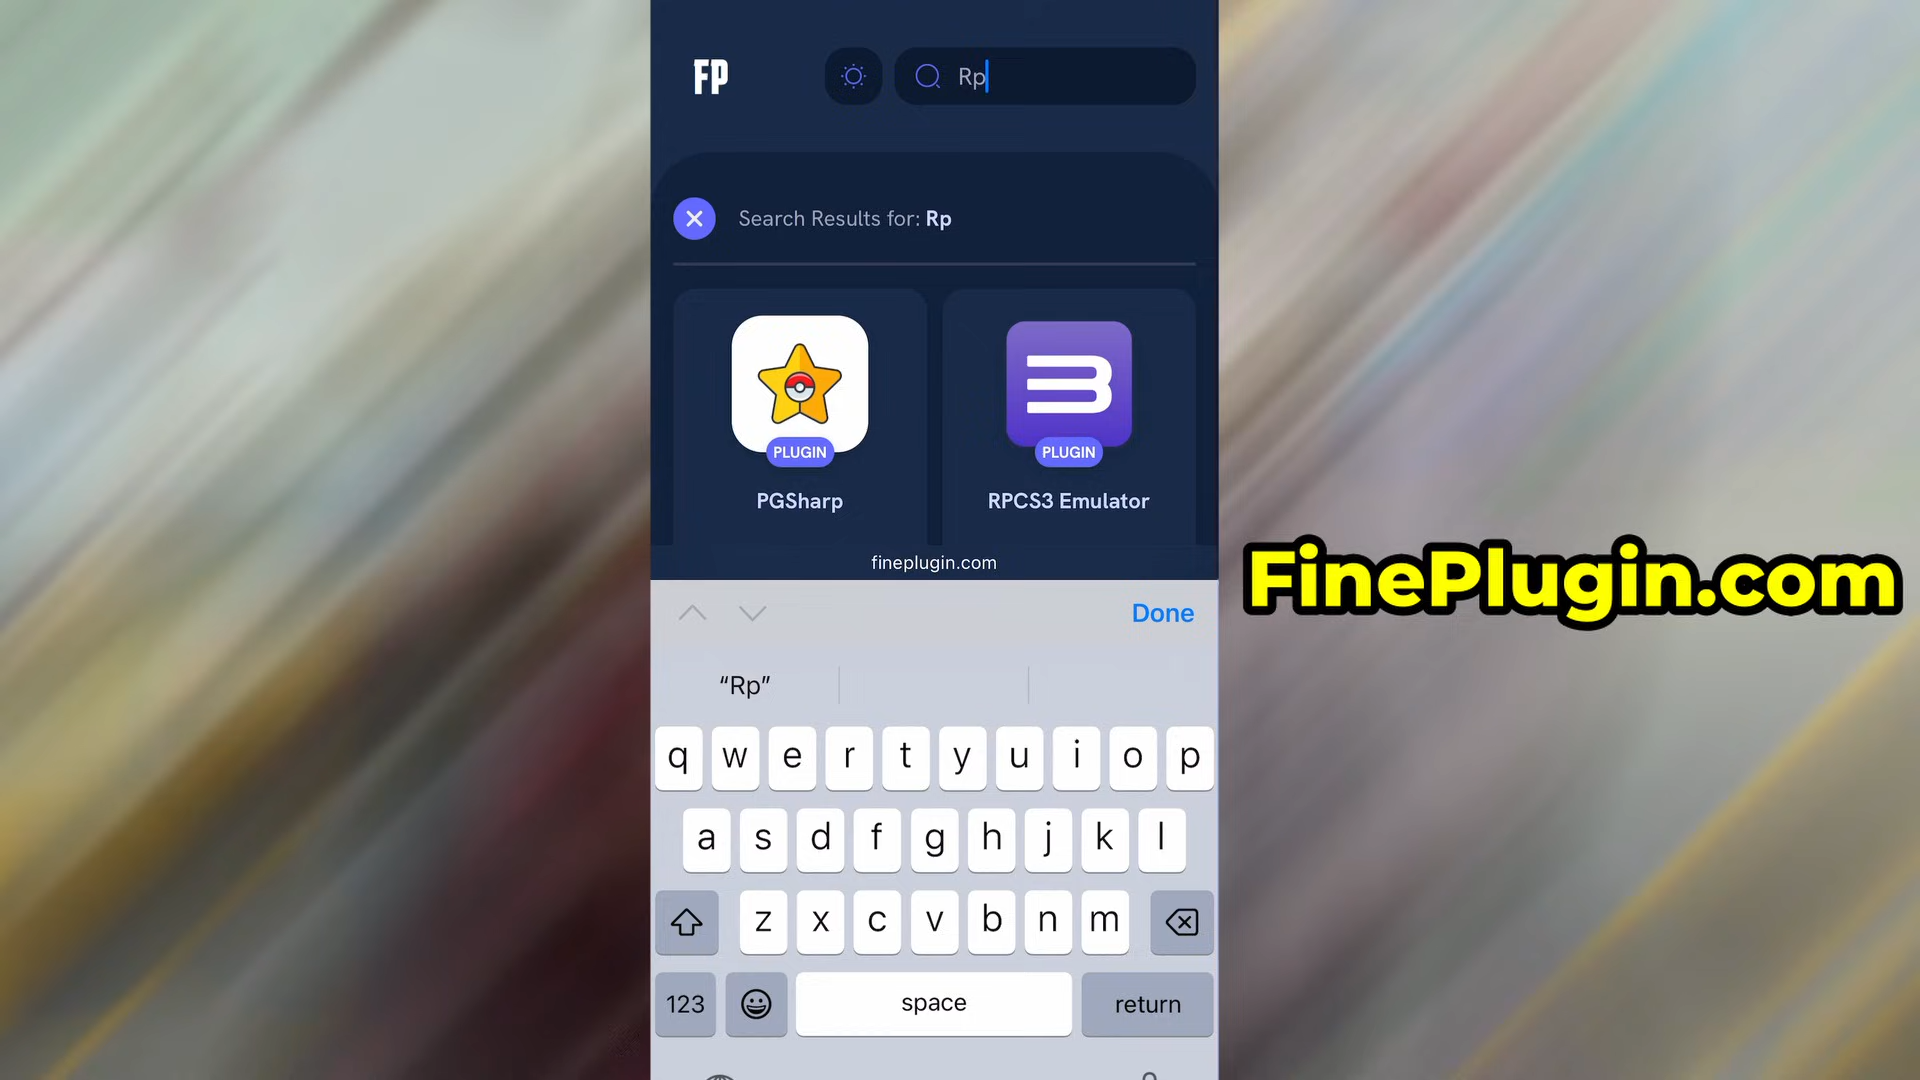 FP
Rp
Search Results for: Rp
PLUGIN
PLUGIN
PGSharp
RPCS3 Emulator
fineplugin.com
FinePlugin.com
Done
“Rp”
q w e r t y u i o p
a s d f g h j k l
z x c v b n m
123
space
return